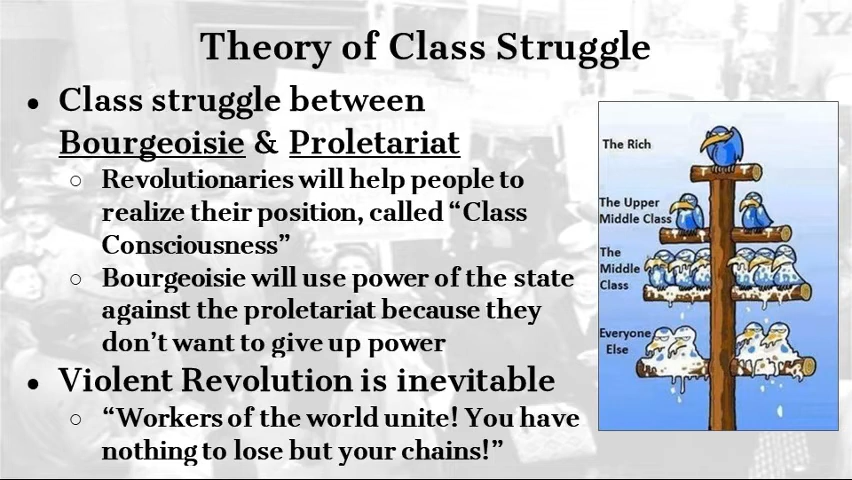 Theory of Class Struggle
● Class struggle between
Bourgeoisie & Proletariat
○ Revolutionaries will help people to
realize their position, called “Class
Consciousness”
○ Bourgeoisie will use power of the state
against the proletariat because they
don’t want to give up power
● Violent Revolution is inevitable
○ “Workers of the world unite! You have
nothing to lose but your chains!”
The Rich
The Upper
Middle Class
The
Middle
Class
Everyone
Else